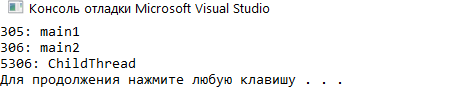 Консоль отладки Microsoft Visual Studio
305: main1
306: main2
5306: ChildThread
Для продолжения нажмите любую клавишу . . .